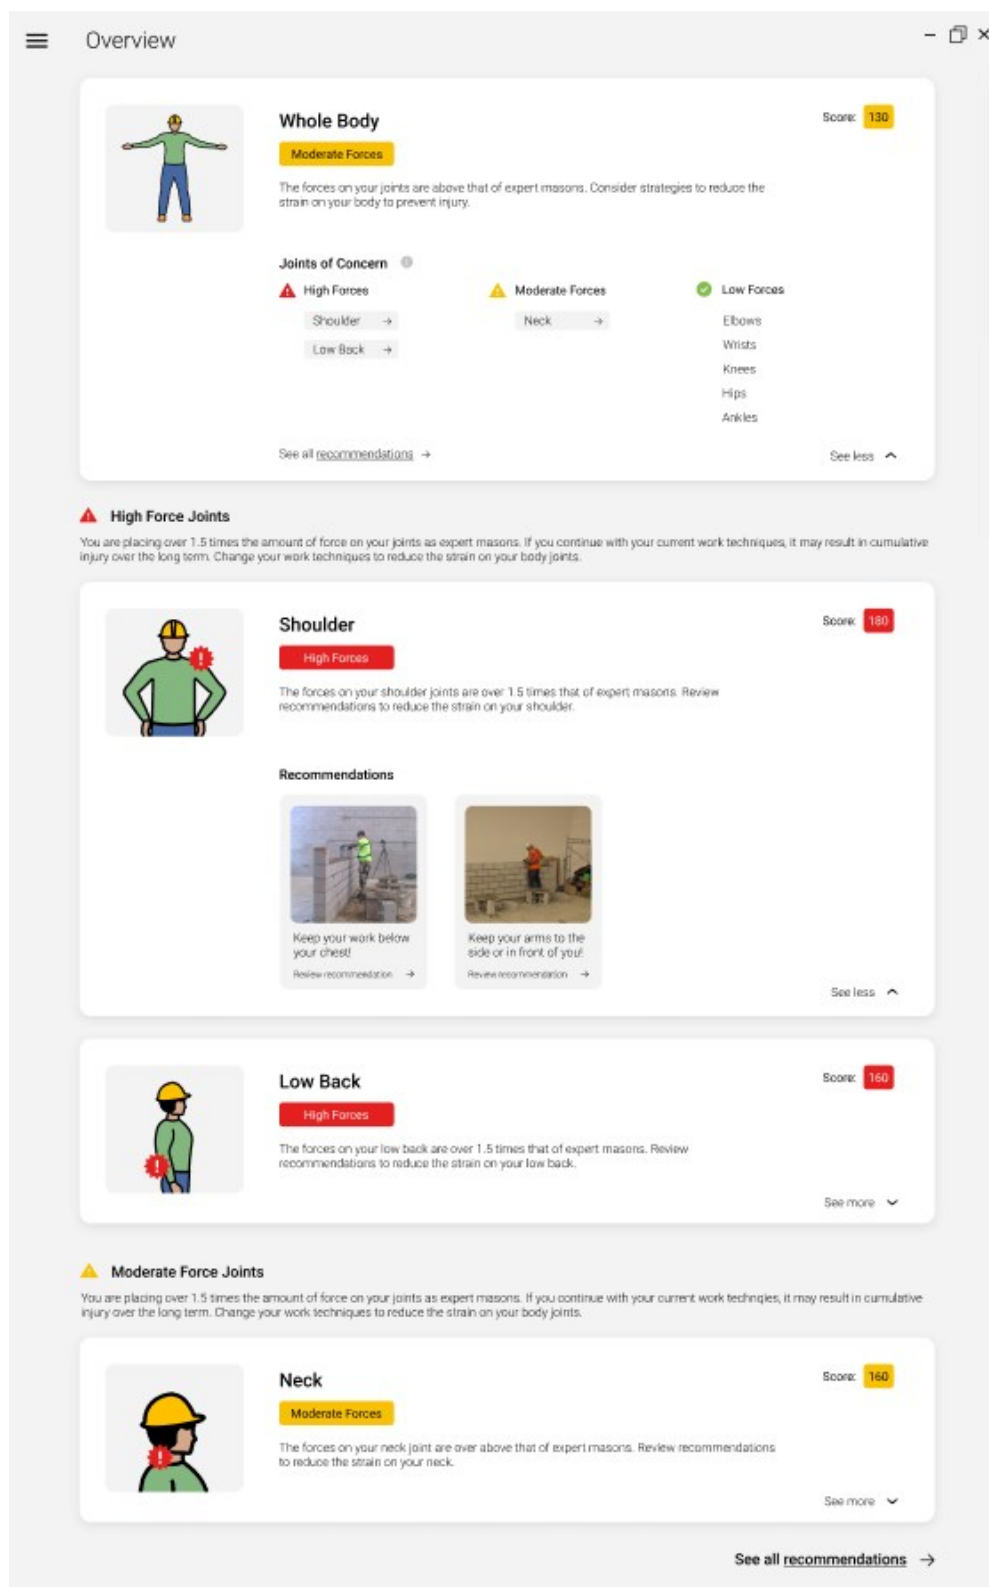 Overview
Whole Body
Score: 130
Moderate Forces
The forces on your joints are above that of expert masons. Consider strategies to reduce the
strain on your body to prevent injury.
Joints of Concern
High Forces
Shoulder
Low Back
Moderate Forces
Neck
Low Forces
Elbows
Wrists
Knees
Hips
Ankles
See all recommendations
See less
High Force Joints
You are placing over 1.5 times the amount of force on your joints as expert masons. If you continue with your current work techniques, it may result in cumulative
injury over the long term. Change your work techniques to reduce the strain on your body joints.
Shoulder
Score: 180
High Forces
The forces on your shoulder joints are over 1.5 times that of expert masons. Review
recommendations to reduce the strain on your shoulder.
Recommendations
Keep your work below
your chest!
Review recommendation
Keep your arms to the
side or in front of you!
Review recommendation
See less
Low Back
Score: 160
High Forces
The forces on your low back are over 1.5 times that of expert masons. Review
recommendations to reduce the strain on your low back.
See more
Moderate Force Joints
You are placing over 1.5 times the amount of force on your joints as expert masons. If you continue with your current work technqies, it may result in cumulative
injury over the long term. Change your work techniques to reduce the strain on your body joints.
Neck
Score: 160
Moderate Forces
The forces on your neck joint are over above that of expert masons. Review recommendations
to reduce the strain on your neck.
See more
See all recommendations